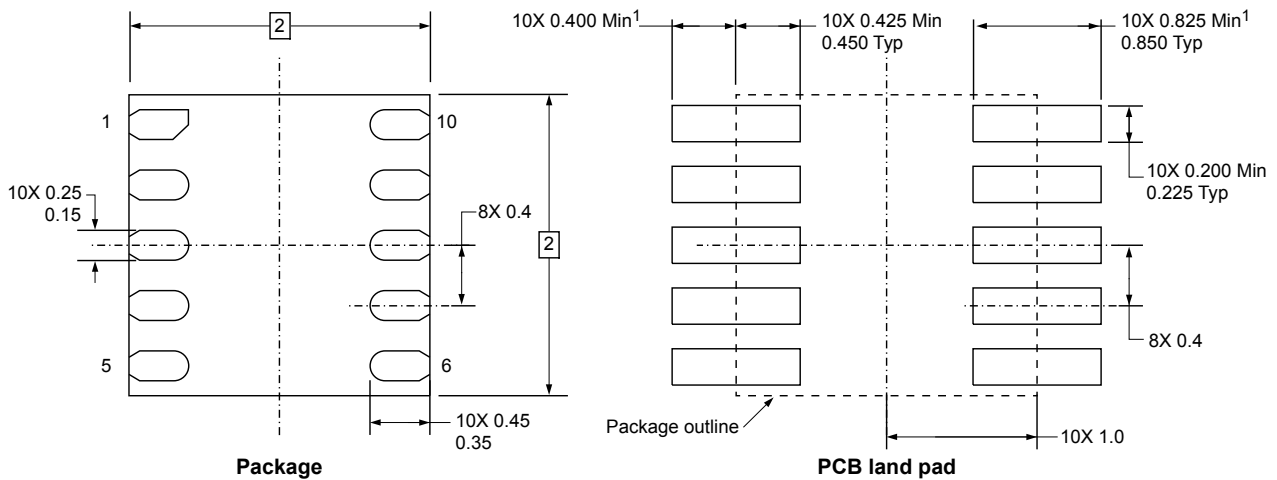 2
10X 0.400 Min1
10X 0.425 Min
0.450 Typ
10X 0.825 Min1
0.850 Typ
1
10
10X 0.200 Min
0.225 Typ
10X 0.25
0.15
8X 0.4
2
8X 0.4
5
6
Package outline
10X 0.45
0.35
10X 1.0
Package
PCB land pad